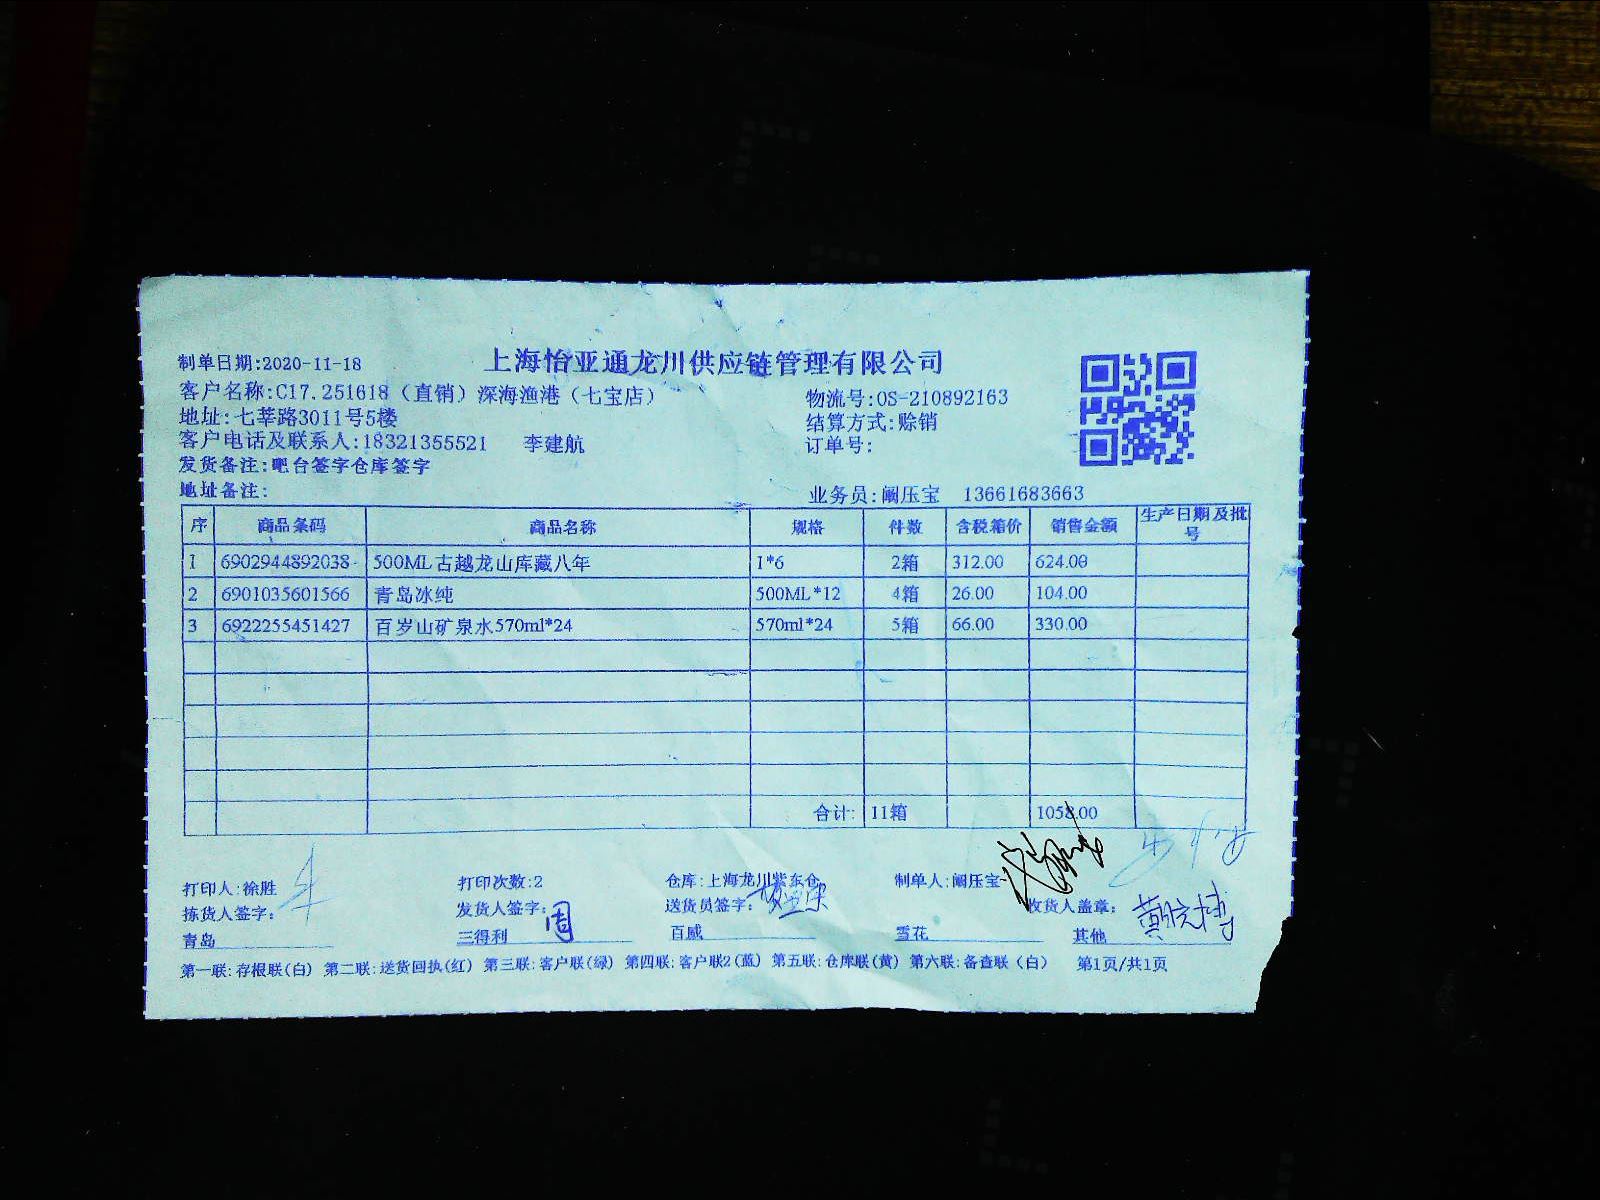 上海怡亚通龙川供应链管理有限公司
制单日期:2020-11-18
客户名称:C17.251618（直销）深海渔港（七宝店） 物流号:OS-210892163
地址:七莘路3011号5楼 结算方式:赊销
客户电话及联系人:18321355521 李建航 订单号:
发货备注:吧台签字仓库签字
地址备注: 业务员:阚压宝 13661683663
序 商品条码 商品名称 规格 件数 含税箱价 销售金额 生产日期及批号
1 6902944892038 500ML古越龙山库藏八年 1*6 2箱 312.00 624.00
2 6901035601566 青岛冰纯 500ML*12 4箱 26.00 104.00
3 6922255451427 百岁山矿泉水570ml*24 570ml*24 5箱 66.00 330.00
合计: 11箱 1058.00
打印人:徐胜 打印次数:2 仓库:上海龙川紫东仓 制单人:阚压宝
拣货人签字: 发货人签字: 周 送货员签字: 收货人盖章:
青岛 三得利 百威 雪花 其他
第一联:存根联(白) 第二联:送货回执(红) 第三联:客户联(绿) 第四联:客户联2(蓝) 第五联:仓库联(黄) 第六联:备查联（白） 第1页/共1页